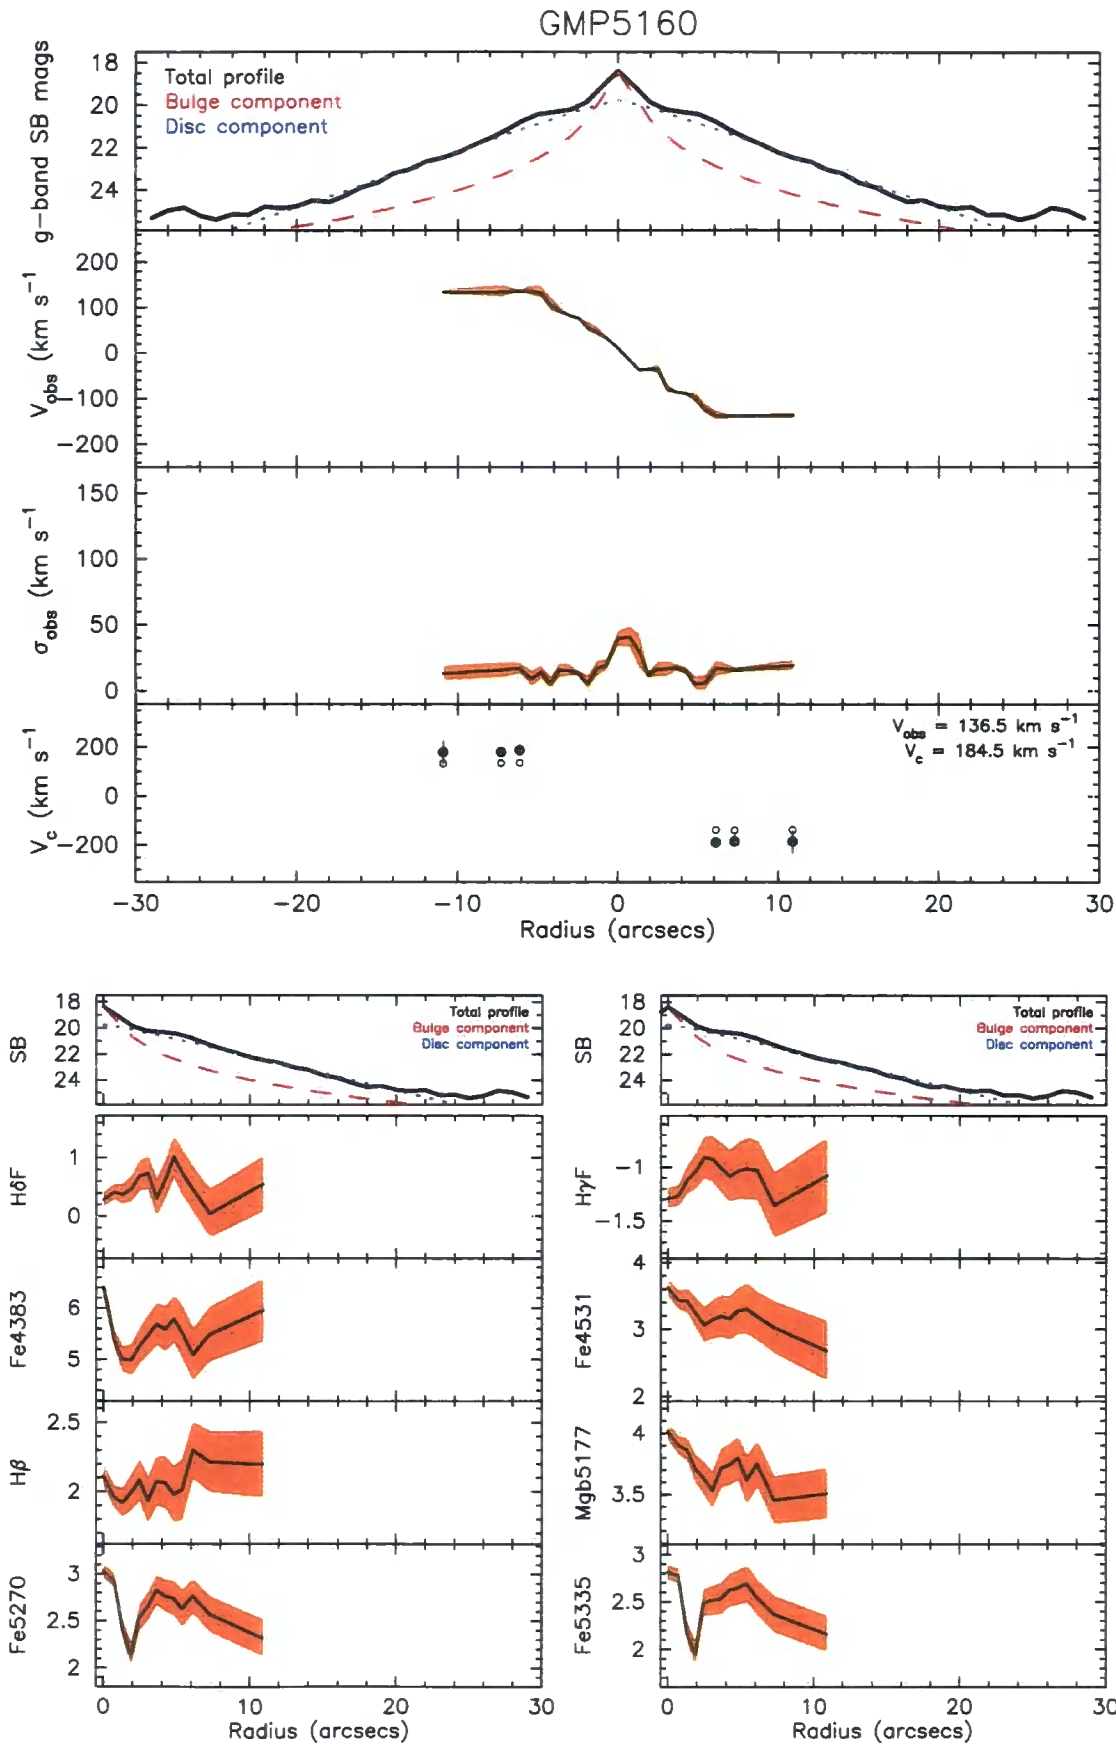 GMP5160
Total profile
Bulge component
Disc component
g-band SB mags
18
20
22
24
V_obs (km s⁻¹)
200
100
0
−100
−200
σ_obs (km s⁻¹)
150
100
50
0
V_c (km s⁻¹)
200
0
−200
V_obs = 136.5 km s⁻¹
V_c = 184.5 km s⁻¹
−30 −20 −10 0 10 20 30
Radius (arcsecs)
SB
18
20
22
24
Total profile
Bulge component
Disc component
HδF
1
0
Fe4383
6
5
Hβ
2.5
2
Fe5270
3
2.5
2
0 10 20 30
Radius (arcsecs)
SB
18
20
22
24
Total profile
Bulge component
Disc component
HγF
−1
−1.5
Fe4531
4
3
2
Mgb5177
4
3.5
Fe5335
3
2.5
2
0 10 20 30
Radius (arcsecs)